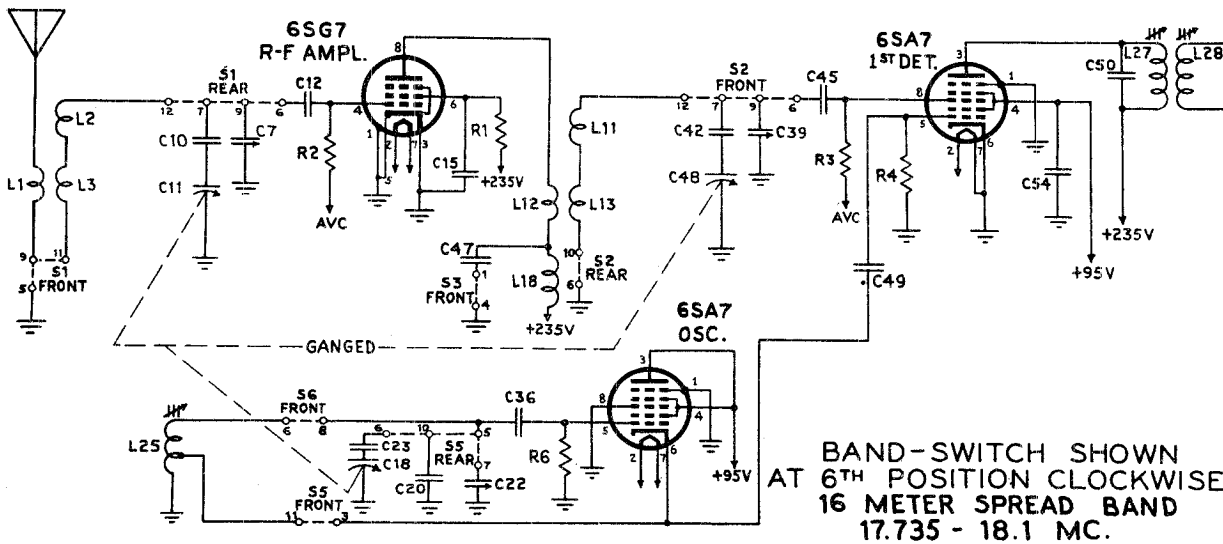 6SG7
R-F AMPL.
8
4
6
1
2
7
3
5
S1
REAR
12
7
9
6
C12
L2
C10
C7
R2
R1
C15
+235V
L1
L3
C11
AVC
9
11
5
S1
FRONT
L11
L12
L13
C47
1
S3
FRONT
4
L18
+235V
10
S2
REAR
6
S2
FRONT
12
7
9
6
C45
C42
C39
C48
R3
AVC
6SA7
1ST DET.
3
8
5
1
4
2
7
6
R4
C54
C50
L27
L28
+235V
+95V
C49
GANGED
6SA7
OSC.
3
8
5
1
4
2
7
6
+95V
S6
FRONT
6
8
C36
R6
L25
C23
C18
6
10
5
S5
REAR
7
C20
C22
S5
FRONT
11
3
BAND-SWITCH SHOWN
AT 6TH POSITION CLOCKWISE
16 METER SPREAD BAND
17.735 - 18.1 MC.